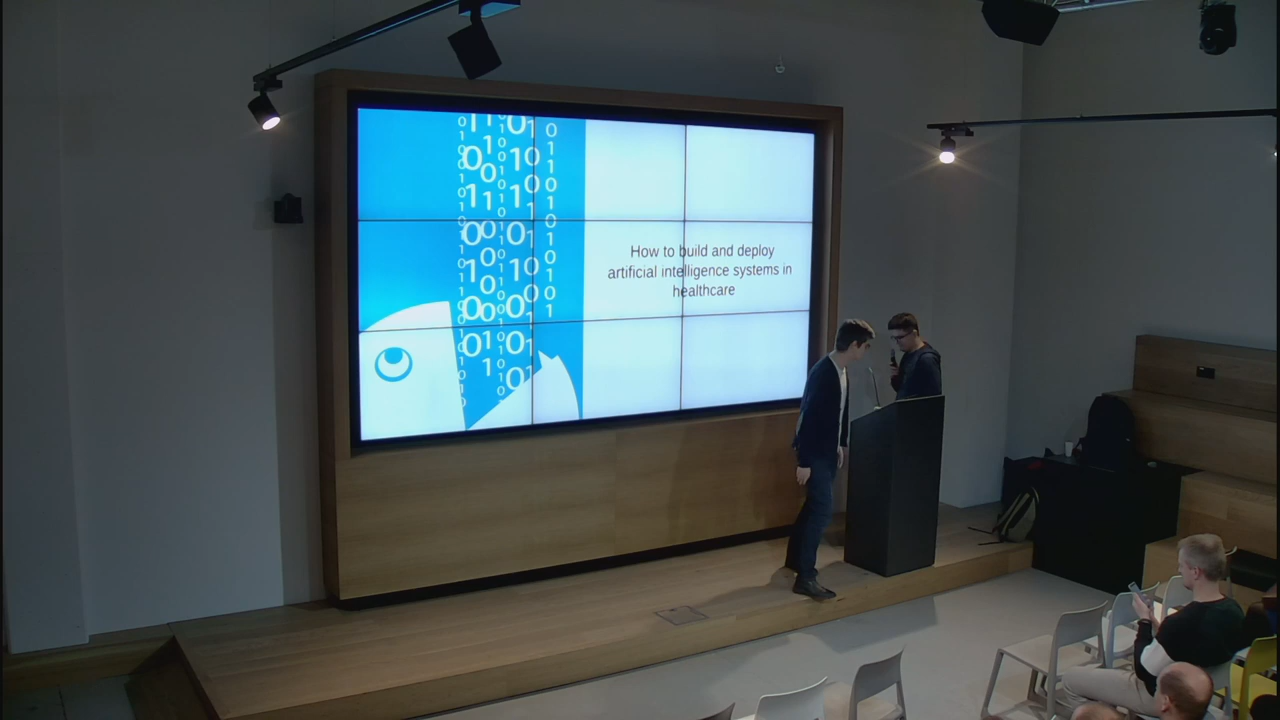 How to build and deploy
artificial intelligence systems in
healthcare